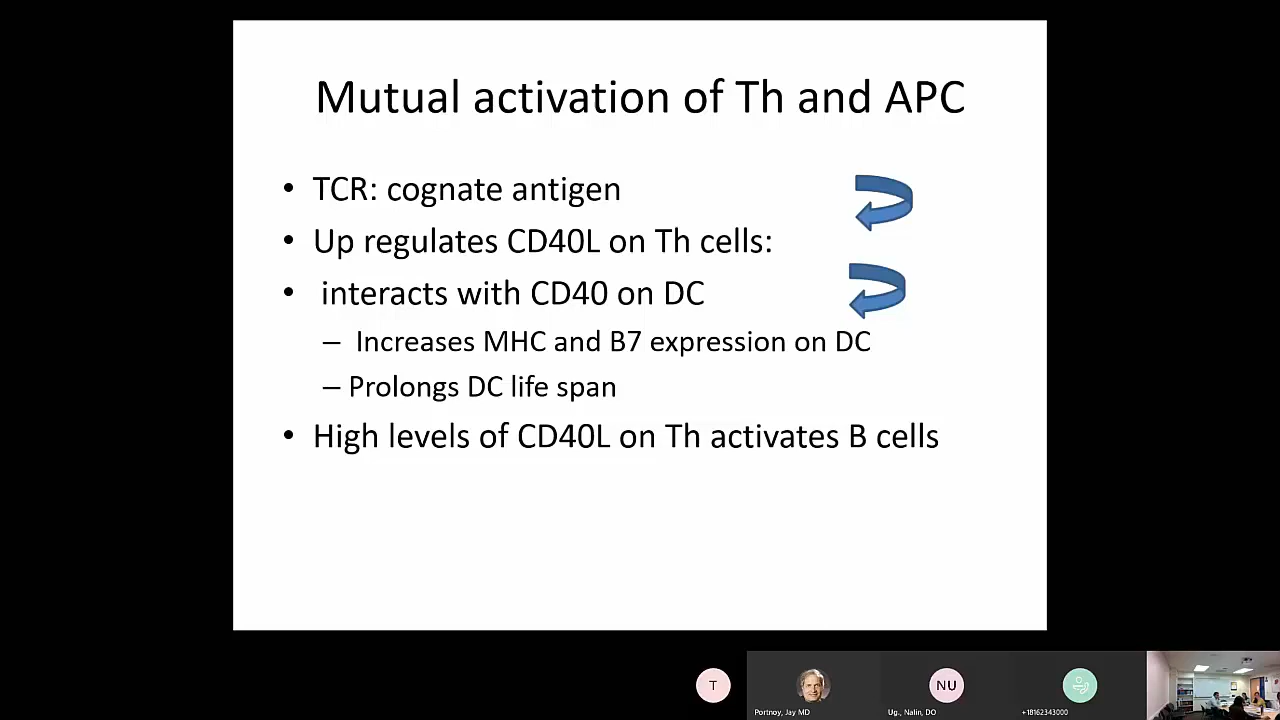 Mutual activation of Th and APC
• TCR: cognate antigen
• Up regulates CD40L on Th cells:
• interacts with CD40 on DC
– Increases MHC and B7 expression on DC
– Prolongs DC life span
• High levels of CD40L on Th activates B cells
T
NU
Portnoy, Jay MD
Ug., Nalin, DO
+18162343000